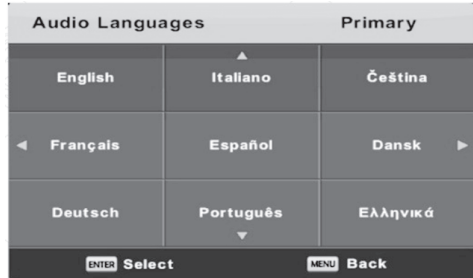 Audio Languages Primary
English Italiano Čeština
Français Español Dansk
Deutsch Português Ελληνικά
ENTER Select MENU Back